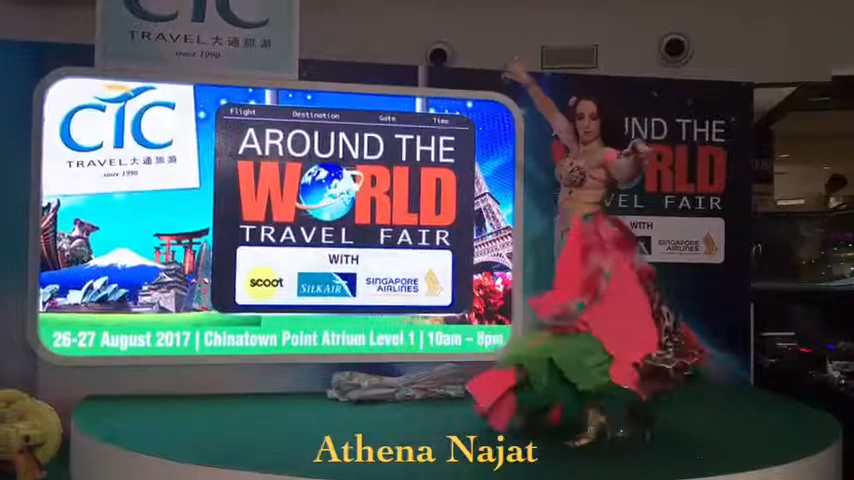 CTC
TRAVEL大通旅游
since 1990
CTC
TRAVEL大通旅游
since 1990
Flight Destination Gate Time
AROUND THE
WORLD
TRAVEL FAIR
WITH
scoot SILKAIR SINGAPORE AIRLINES
26-27 AUGUST 2017 | CHINATOWN Point Atrium Level 1 | 10am – 8pm
UND THE
WORLD
VEL FAIR
WITH
SINGAPORE AIRLINES
Athena Najat